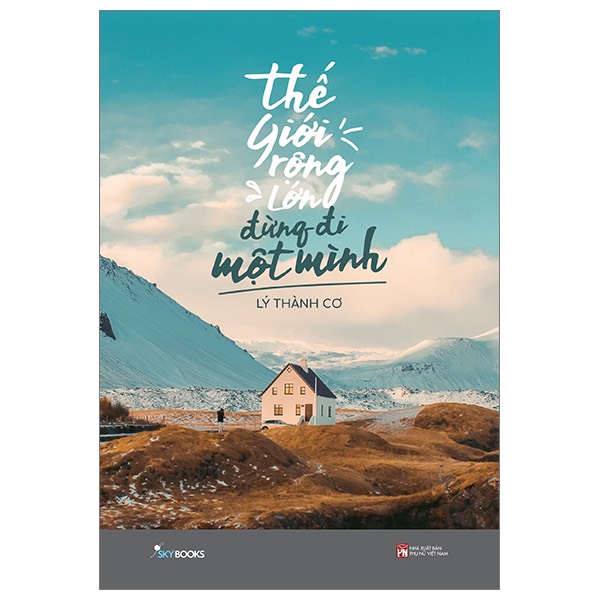 thế
giới
rộng
lớn
đừng đi
một mình
LÝ THÀNH CƠ
SKYBOOKS
PN
NHÀ XUẤT BẢN
PHỤ NỮ VIỆT NAM